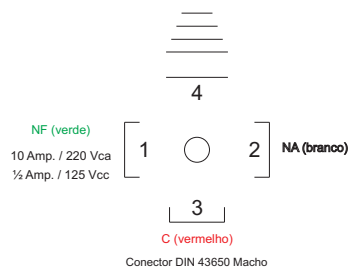 4
NF (verde)
10 Amp. / 220 Vca
½ Amp. / 125 Vcc
1
2
NA (branco)
3
C (vermelho)
Conector DIN 43650 Macho